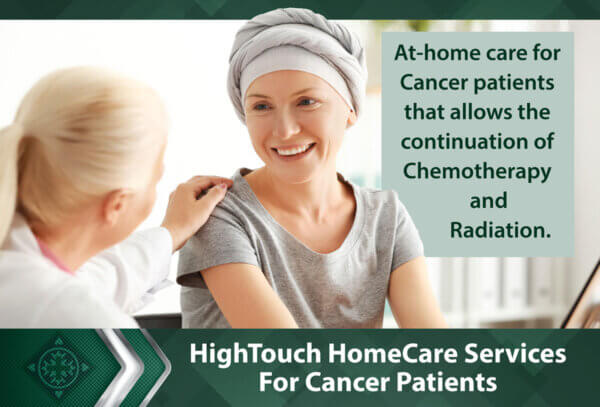 At-home care for
Cancer patients
that allows the
continuation of
Chemotherapy
and
Radiation.
HighTouch HomeCare Services
For Cancer Patients